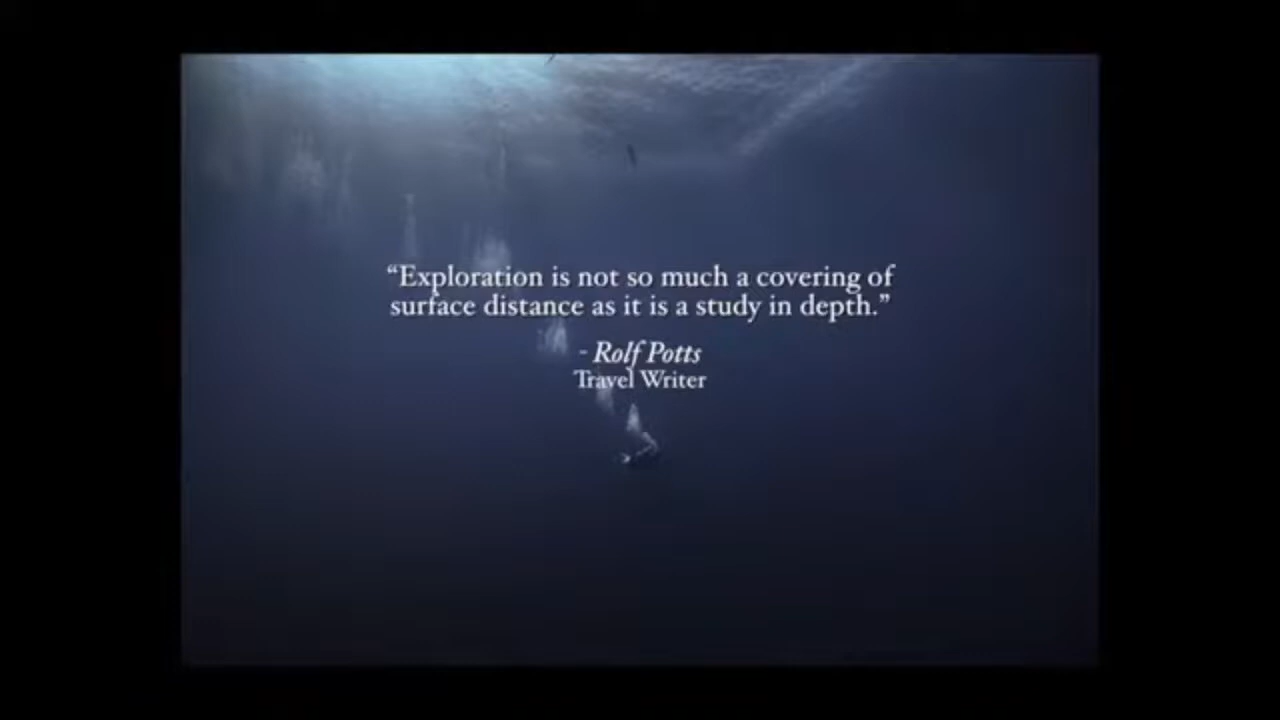 “Exploration is not so much a covering of
surface distance as it is a study in depth.”
- Rolf Potts
Travel Writer